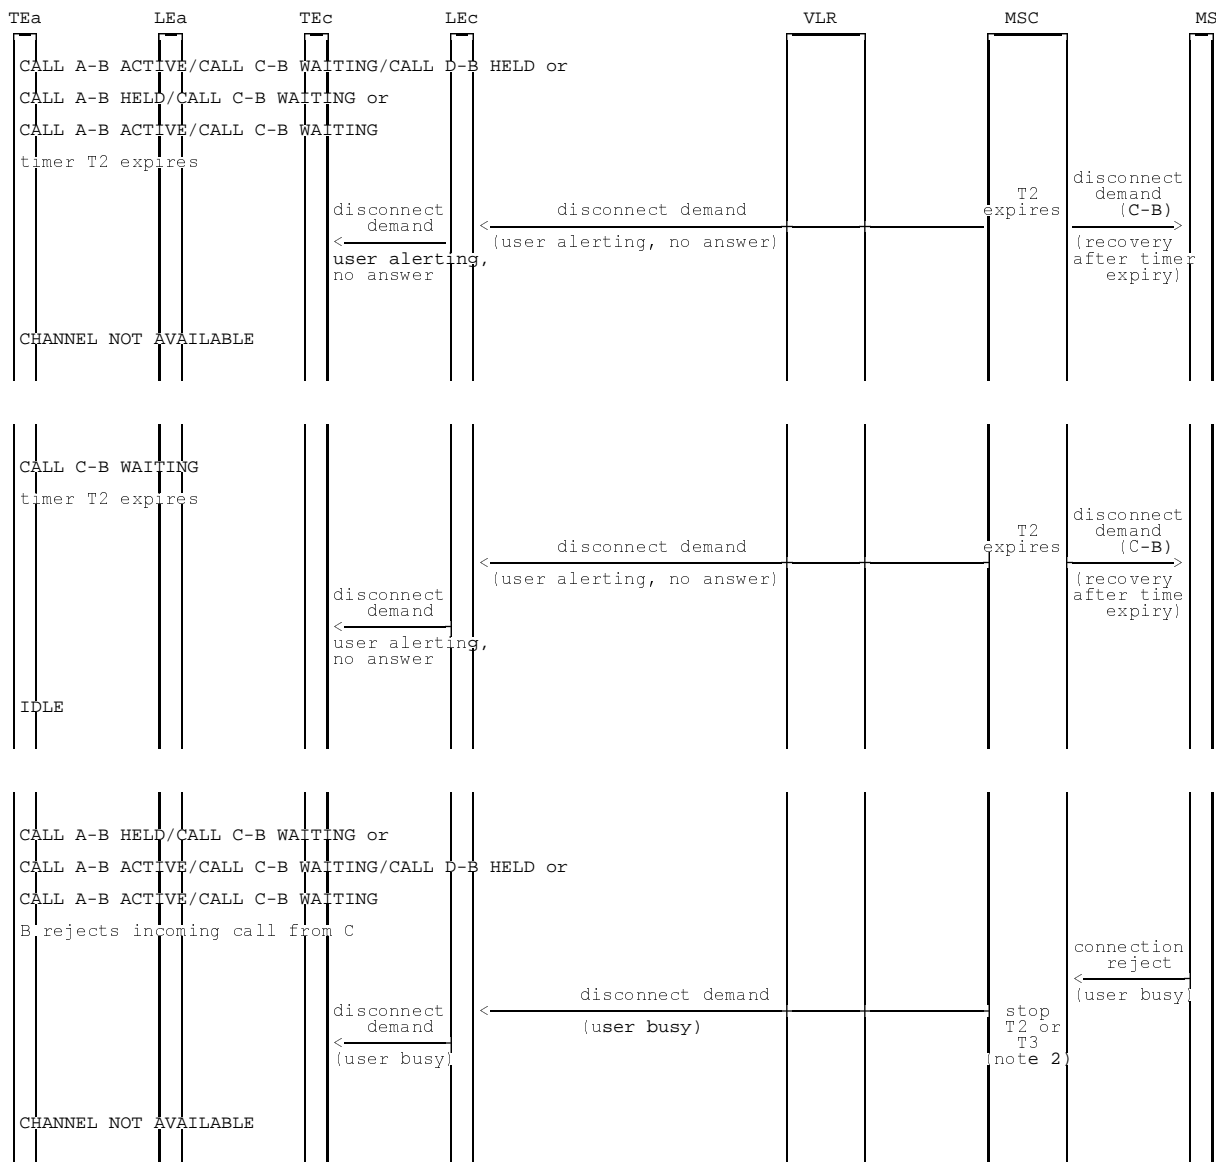 TEa LEa TEc LEc VLR MSC MS
CALL A-B ACTIVE/CALL C-B WAITING/CALL D-B HELD or
CALL A-B HELD/CALL C-B WAITING or
CALL A-B ACTIVE/CALL C-B WAITING
timer T2 expires
disconnect
demand
user alerting,
no answer
disconnect demand
(user alerting, no answer)
T2
expires
disconnect
demand
(C-B)
(recovery
after timer
expiry)
CHANNEL NOT AVAILABLE
CALL C-B WAITING
timer T2 expires
disconnect demand
(user alerting, no answer)
T2
expires
disconnect
demand
(C-B)
(recovery
after time
expiry)
disconnect
demand
user alerting,
no answer
IDLE
CALL A-B HELD/CALL C-B WAITING or
CALL A-B ACTIVE/CALL C-B WAITING/CALL D-B HELD or
CALL A-B ACTIVE/CALL C-B WAITING
B rejects incoming call from C
connection
reject
(user busy)
disconnect demand
(user busy)
stop
T2 or
T3
(note 2)
disconnect
demand
(user busy)
CHANNEL NOT AVAILABLE